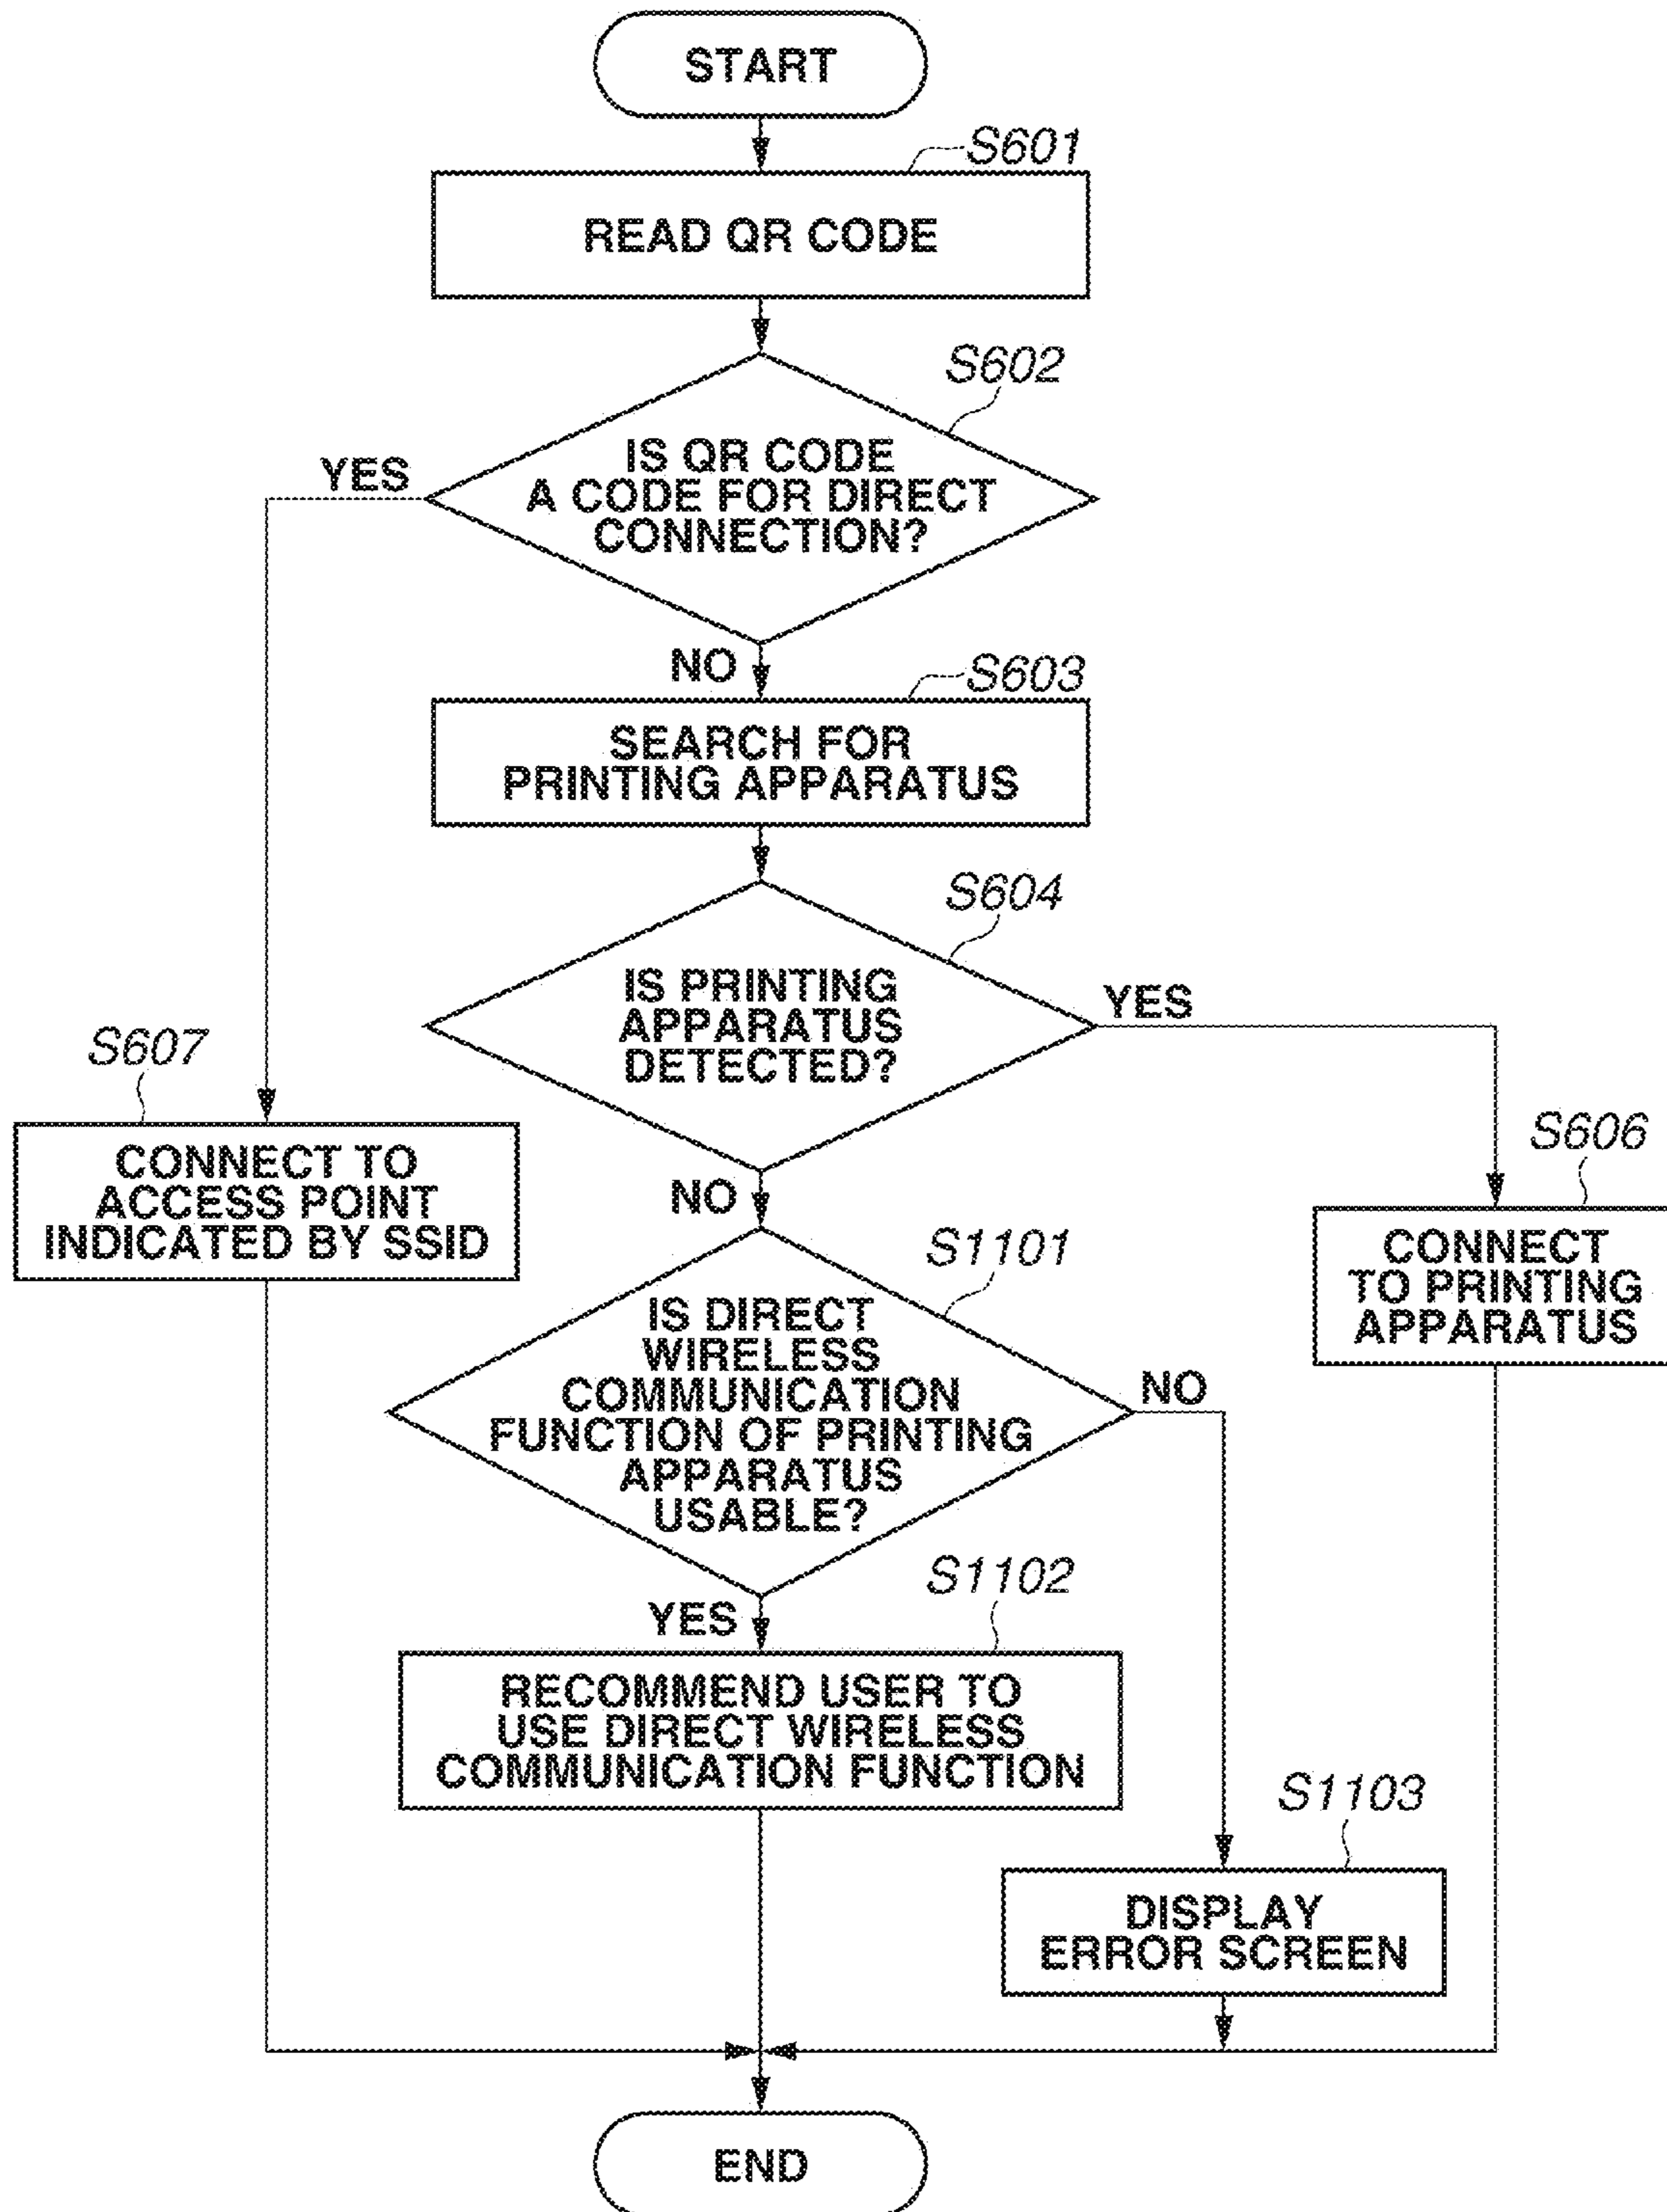 START
S601
READ QR CODE
S602
IS QR CODE
A CODE FOR DIRECT
CONNECTION?
YES
NO
S603
SEARCH FOR
PRINTING APPARATUS
S604
IS PRINTING
APPARATUS
DETECTED?
YES
NO
S607
CONNECT TO
ACCESS POINT
INDICATED BY SSID
S606
CONNECT
TO PRINTING
APPARATUS
S1101
IS DIRECT
WIRELESS
COMMUNICATION
FUNCTION OF PRINTING
APPARATUS
USABLE?
NO
YES
S1102
RECOMMEND USER TO
USE DIRECT WIRELESS
COMMUNICATION FUNCTION
S1103
DISPLAY
ERROR SCREEN
END